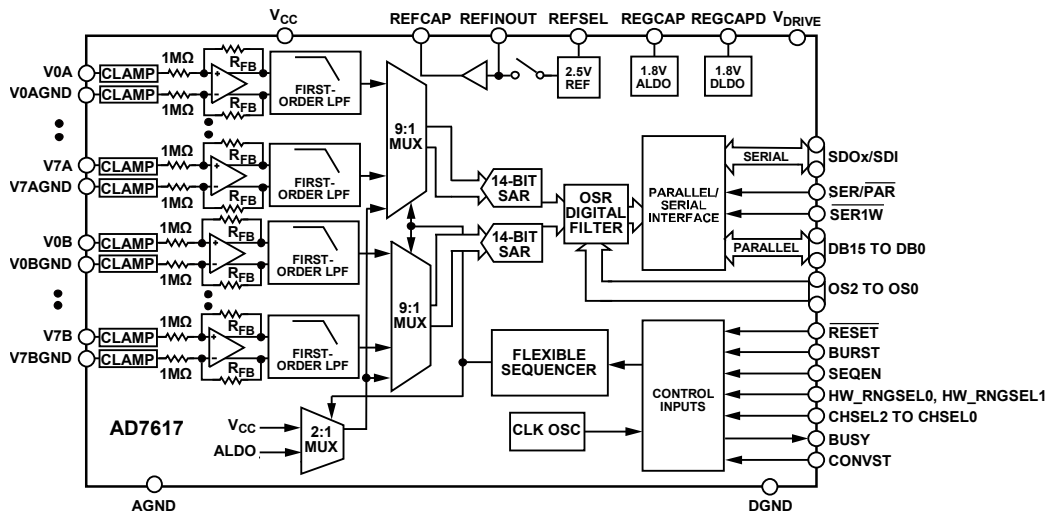 VCC
REFCAP
REFINOUT
REFSEL
REGCAP
REGCAPD
VDRIVE
V0A
CLAMP
1MΩ
RFB
V0AGND
CLAMP
1MΩ
RFB
FIRST-
ORDER LPF
2.5V
REF
1.8V
ALDO
1.8V
DLDO
9:1
MUX
V7A
CLAMP
1MΩ
RFB
V7AGND
CLAMP
1MΩ
RFB
FIRST-
ORDER LPF
14-BIT
SAR
V0B
CLAMP
1MΩ
RFB
V0BGND
CLAMP
1MΩ
RFB
FIRST-
ORDER LPF
14-BIT
SAR
OSR
DIGITAL
FILTER
PARALLEL/
SERIAL
INTERFACE
SERIAL
SDOx/SDI
SER/PAR
SER1W
PARALLEL
DB15 TO DB0
OS2 TO OS0
9:1
MUX
V7B
CLAMP
1MΩ
RFB
V7BGND
CLAMP
1MΩ
RFB
FIRST-
ORDER LPF
FLEXIBLE
SEQUENCER
CLK OSC
CONTROL
INPUTS
RESET
BURST
SEQEN
HW_RNGSEL0, HW_RNGSEL1
CHSEL2 TO CHSEL0
BUSY
CONVST
AD7617
VCC
ALDO
2:1
MUX
AGND
DGND